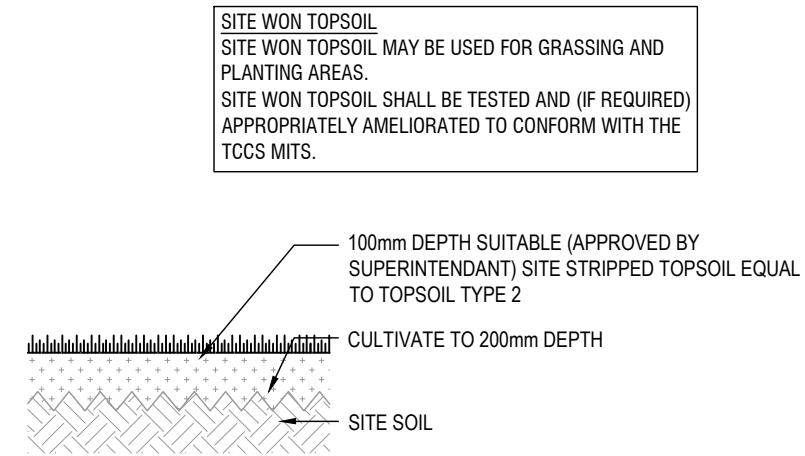 SITE WON TOPSOIL
SITE WON TOPSOIL MAY BE USED FOR GRASSING AND
PLANTING AREAS.
SITE WON TOPSOIL SHALL BE TESTED AND (IF REQUIRED)
APPROPRIATELY AMELIORATED TO CONFORM WITH THE
TCCS MITS.
100mm DEPTH SUITABLE (APPROVED BY
SUPERINTENDANT) SITE STRIPPED TOPSOIL EQUAL
TO TOPSOIL TYPE 2
CULTIVATE TO 200mm DEPTH
SITE SOIL